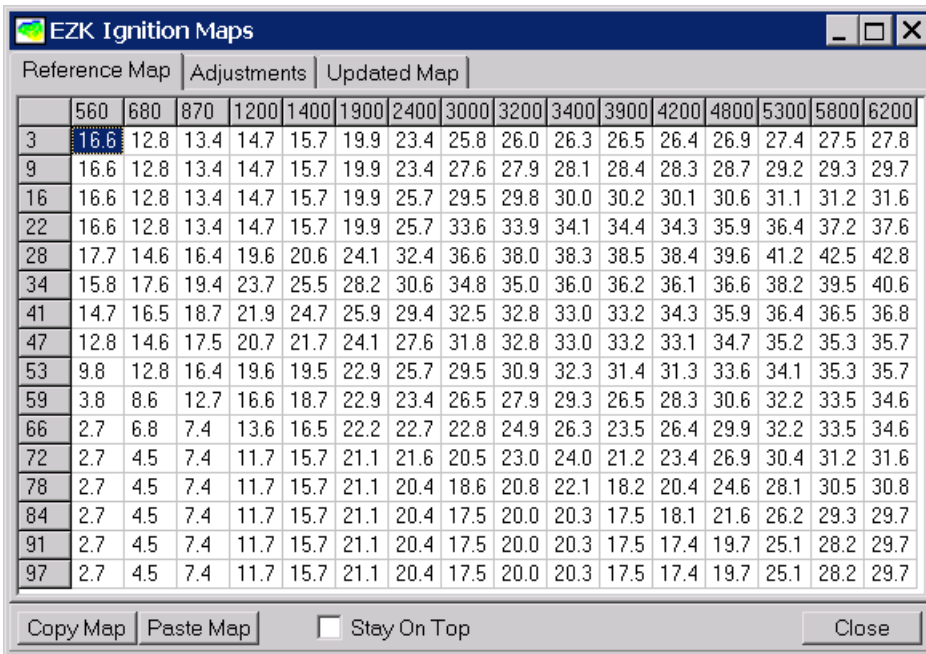 EZK Ignition Maps
Reference Map Adjustments Updated Map
560 680 870 1200 1400 1900 2400 3000 3200 3400 3900 4200 4800 5300 5800 6200
3 16.6 12.8 13.4 14.7 15.7 19.9 23.4 25.8 26.0 26.3 26.5 26.4 26.9 27.4 27.5 27.8
9 16.6 12.8 13.4 14.7 15.7 19.9 23.4 27.6 27.9 28.1 28.4 28.3 28.7 29.2 29.3 29.7
16 16.6 12.8 13.4 14.7 15.7 19.9 25.7 29.5 29.8 30.0 30.2 30.1 30.6 31.1 31.2 31.6
22 16.6 12.8 13.4 14.7 15.7 19.9 25.7 33.6 33.9 34.1 34.4 34.3 35.9 36.4 37.2 37.6
28 17.7 14.6 16.4 19.6 20.6 24.1 32.4 36.6 38.0 38.3 38.5 38.4 39.6 41.2 42.5 42.8
34 15.8 17.6 19.4 23.7 25.5 28.2 30.6 34.8 35.0 36.0 36.2 36.1 36.6 38.2 39.5 40.6
41 14.7 16.5 18.7 21.9 24.7 25.9 29.4 32.5 32.8 33.0 33.2 34.3 35.9 36.4 36.5 36.8
47 12.8 14.6 17.5 20.7 21.7 24.1 27.6 31.8 32.8 33.0 33.2 33.1 34.7 35.2 35.3 35.7
53 9.8 12.8 16.4 19.6 19.5 22.9 25.7 29.5 30.9 32.3 31.4 31.3 33.6 34.1 35.3 35.7
59 3.8 8.6 12.7 16.6 18.7 22.9 23.4 26.5 27.9 29.3 26.5 28.3 30.6 32.2 33.5 34.6
66 2.7 6.8 7.4 13.6 16.5 22.2 22.7 22.8 24.9 26.3 23.5 26.4 29.9 32.2 33.5 34.6
72 2.7 4.5 7.4 11.7 15.7 21.1 21.6 20.5 23.0 24.0 21.2 23.4 26.9 30.4 31.2 31.6
78 2.7 4.5 7.4 11.7 15.7 21.1 20.4 18.6 20.8 22.1 18.2 20.4 24.6 28.1 30.5 30.8
84 2.7 4.5 7.4 11.7 15.7 21.1 20.4 17.5 20.0 20.3 17.5 18.1 21.6 26.2 29.3 29.7
91 2.7 4.5 7.4 11.7 15.7 21.1 20.4 17.5 20.0 20.3 17.5 17.4 19.7 25.1 28.2 29.7
97 2.7 4.5 7.4 11.7 15.7 21.1 20.4 17.5 20.0 20.3 17.5 17.4 19.7 25.1 28.2 29.7
Copy Map Paste Map Stay On Top Close